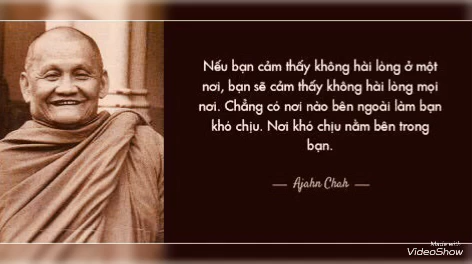 Nếu bạn cảm thấy không hài lòng ở một
nơi, bạn sẽ cảm thấy không hài lòng mọi
nơi. Chẳng có nơi nào bên ngoài làm bạn
khó chịu. Nơi khó chịu nằm bên trong
bạn.
— Ajahn Chah —
Made with
VideoShow